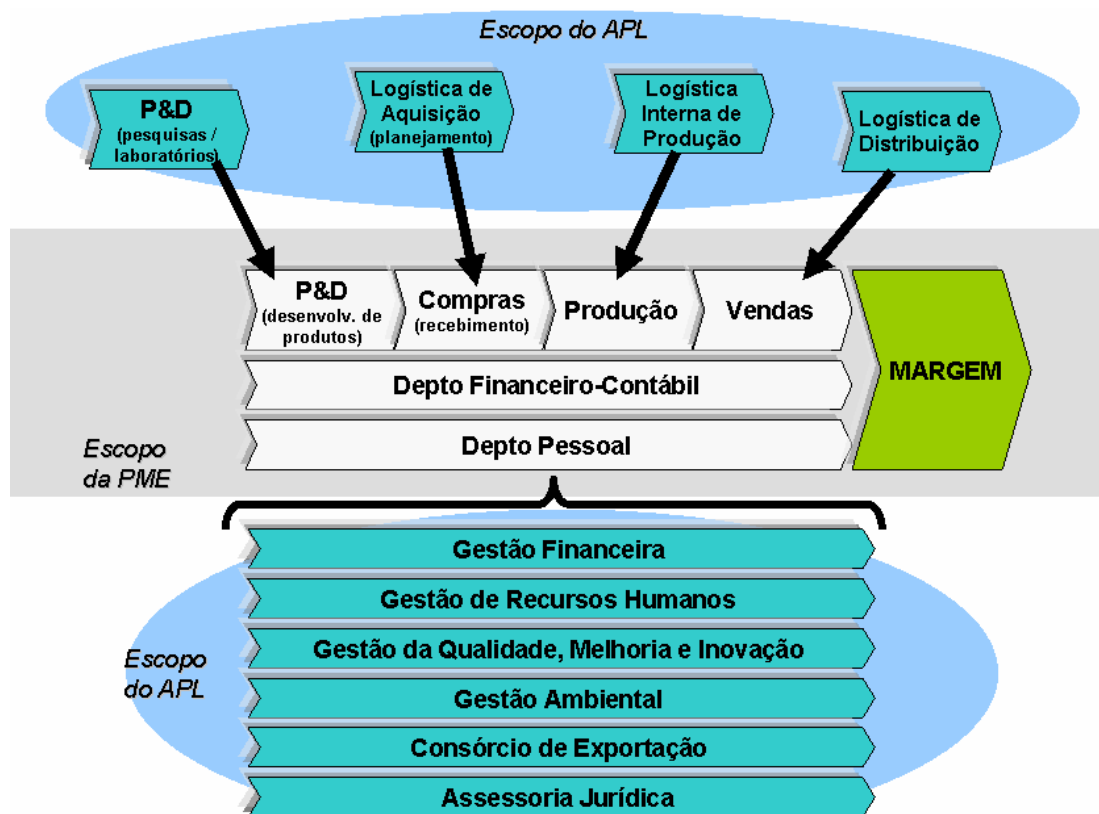 Escopo do APL
P&D
(pesquisas /
laboratórios)
Logística de
Aquisição
(planejamento)
Logística
Interna de
Produção
Logística de
Distribuição
P&D
(desenvolv. de
produtos)
Compras
(recebimento)
Produção
Vendas
MARGEM
Depto Financeiro-Contábil
Depto Pessoal
Escopo
da PME
Gestão Financeira
Gestão de Recursos Humanos
Gestão da Qualidade, Melhoria e Inovação
Escopo
do APL
Gestão Ambiental
Consórcio de Exportação
Assessoria Jurídica